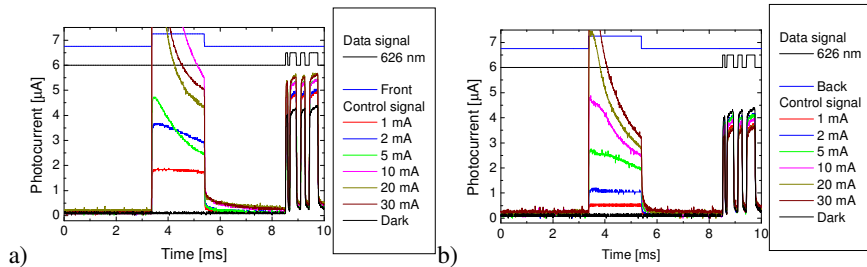 7
6
5
4
3
2
1
0
Photocurrent [µA]
0 2 4 6 8 10
Time [ms]
Data signal
626 nm
Front
Control signal
1 mA
2 mA
5 mA
10 mA
20 mA
30 mA
Dark
a)
7
6
5
4
3
2
1
0
Photocurrent [µA]
0 2 4 6 8 10
Time [ms]
Data signal
626 nm
Back
Control signal
1 mA
2 mA
5 mA
10 mA
20 mA
30 mA
Dark
b)